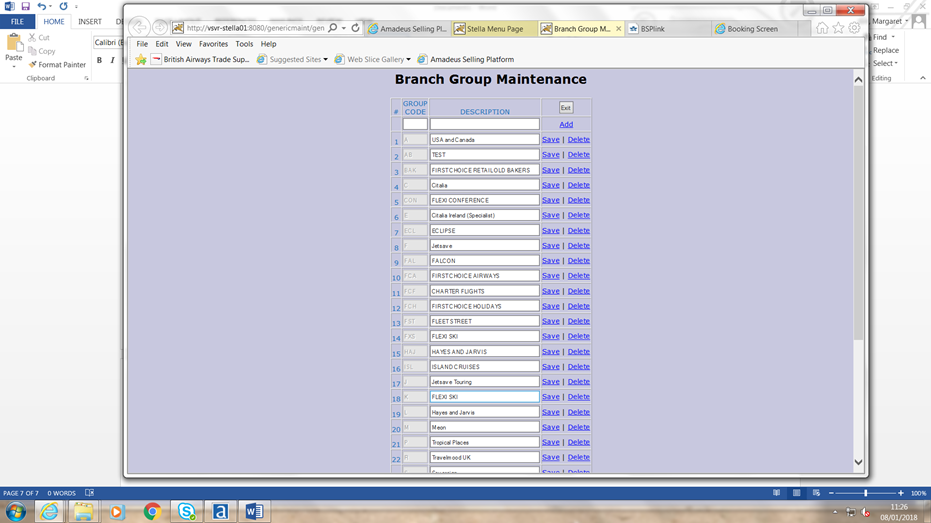 FILE
HOME
INSERT
D
Cut
Copy
Format Painter
Paste
Clipboard
Calibri (B
B I
Margaret
Find
Replace
Select
Editing
http://vsvr-stella01:8080/genericmaint/gen
Amadeus Selling Pl...
Stella Menu Page
Branch Group M...
BSPlink
Booking Screen
File Edit View Favorites Tools Help
British Airways Trade Sup...
Suggested Sites
Web Slice Gallery
Amadeus Selling Platform
Branch Group Maintenance
# GROUP CODE DESCRIPTION Exit
Add
1 A USA and Canada Save | Delete
2 AB TEST Save | Delete
3 BAK FIRSTCHOICE RETAILOLD BAKERS Save | Delete
4 C Citalia Save | Delete
5 CON FLEXI CONFERENCE Save | Delete
6 E Citalia Ireland (Specialist) Save | Delete
7 ECL ECLIPSE Save | Delete
8 Jetsave Save | Delete
9 FAL FALCON Save | Delete
10 FCA FIRSTCHOICE AIRWAYS Save | Delete
11 FCF CHARTER FLIGHTS Save | Delete
12 FCH FIRSTCHOICE HOLIDAYS Save | Delete
13 FST FLEET STREET Save | Delete
14 FXS FLEXI SKI Save | Delete
15 HAJ HAYES AND JARVIS Save | Delete
16 ISL ISLAND CRUISES Save | Delete
17 J Jetsave Touring Save | Delete
18 K FLEXI SKI Save | Delete
19 L Hayes and Jarvis Save | Delete
20 M Meon Save | Delete
21 P Tropical Places Save | Delete
22 R Travelmood UK Save | Delete
Save | Delete
PAGE 7 OF 7 0 WORDS
100%
11:26
08/01/2018